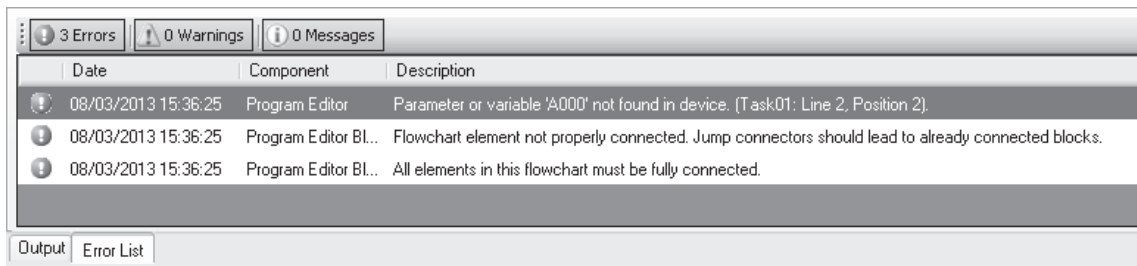 3 Errors 0 Warnings 0 Messages
Date Component Description
08/03/2013 15:36:25 Program Editor Parameter or variable 'A000' not found in device. (Task01: Line 2, Position 2).
08/03/2013 15:36:25 Program Editor Bl... Flowchart element not properly connected. Jump connectors should lead to already connected blocks.
08/03/2013 15:36:25 Program Editor Bl... All elements in this flowchart must be fully connected.
Output Error List